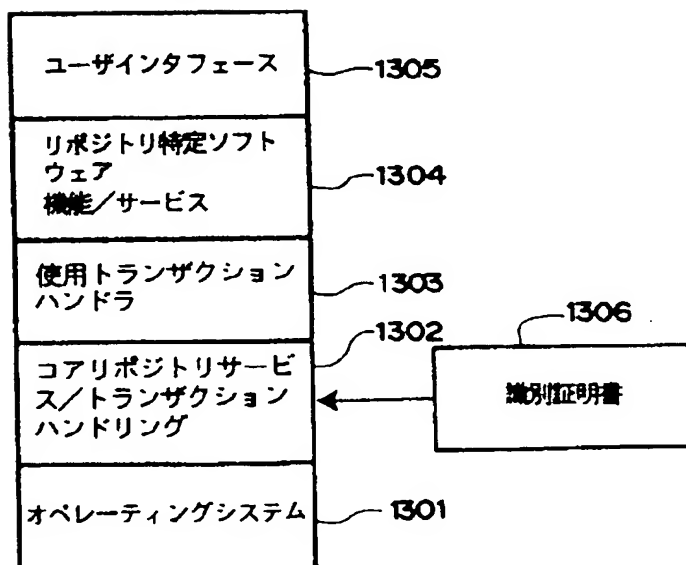 ユーザインタフェース
1305
リポジトリ特定ソフト
ウェア
機能／サービス
1304
使用トランザクション
ハンドラ
1303
1302
コアリポジトリサービ
ス／トランザクション
ハンドリング
1306
識別証明書
オペレーティングシステム
1301